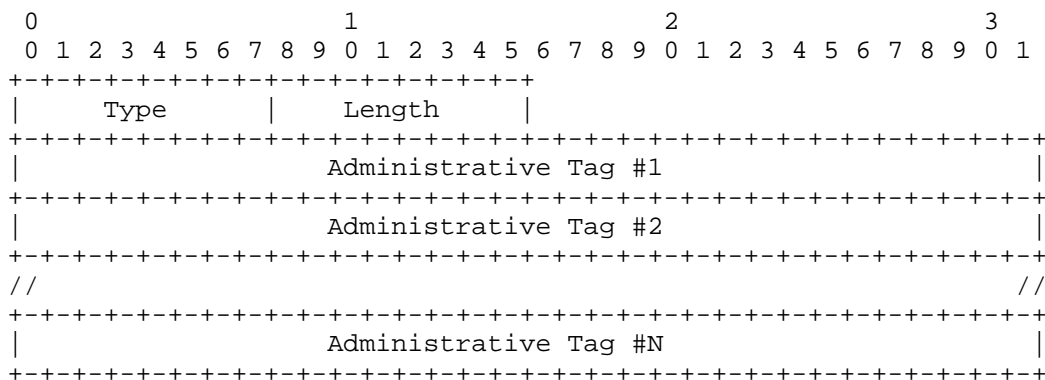 0                   1                   2                   3
0 1 2 3 4 5 6 7 8 9 0 1 2 3 4 5 6 7 8 9 0 1 2 3 4 5 6 7 8 9 0 1
+-+-+-+-+-+-+-+-+-+-+-+-+-+-+-+-+
|     Type      |    Length     |
+-+-+-+-+-+-+-+-+-+-+-+-+-+-+-+-+-+-+-+-+-+-+-+-+-+-+-+-+-+-+-+-+
|                   Administrative Tag #1                       |
+-+-+-+-+-+-+-+-+-+-+-+-+-+-+-+-+-+-+-+-+-+-+-+-+-+-+-+-+-+-+-+-+
|                   Administrative Tag #2                       |
+-+-+-+-+-+-+-+-+-+-+-+-+-+-+-+-+-+-+-+-+-+-+-+-+-+-+-+-+-+-+-+-+
//                                                             //
+-+-+-+-+-+-+-+-+-+-+-+-+-+-+-+-+-+-+-+-+-+-+-+-+-+-+-+-+-+-+-+-+
|                   Administrative Tag #N                       |
+-+-+-+-+-+-+-+-+-+-+-+-+-+-+-+-+-+-+-+-+-+-+-+-+-+-+-+-+-+-+-+-+